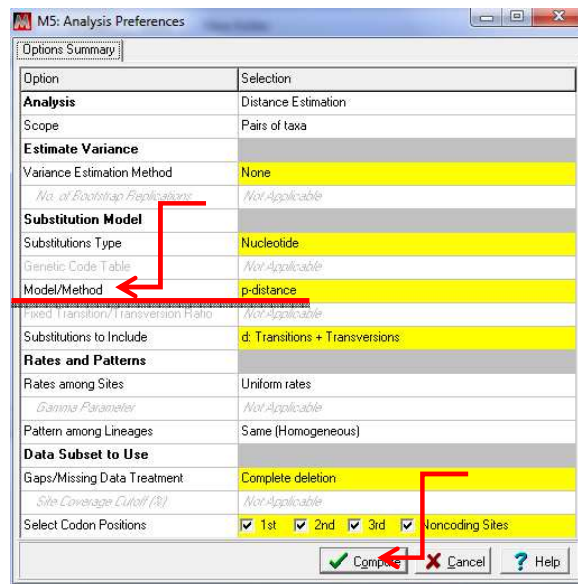 M5: Analysis Preferences
Options Summary
Option Selection
Analysis Distance Estimation
Scope Pairs of taxa
Estimate Variance
Variance Estimation Method None
No. of Bootstrap Replications Not Applicable
Substitution Model
Substitutions Type Nucleotide
Genetic Code Table Not Applicable
Model/Method p-distance
Fixed Transition/Transversion Ratio Not Applicable
Substitutions to Include d: Transitions + Transversions
Rates and Patterns
Rates among Sites Uniform rates
Gamma Parameter Not Applicable
Pattern among Lineages Same (Homogeneous)
Data Subset to Use
Gaps/Missing Data Treatment Complete deletion
Site Coverage Cutoff (%) Not Applicable
Select Codon Positions 1st 2nd 3rd Noncoding Sites
Compute Cancel Help